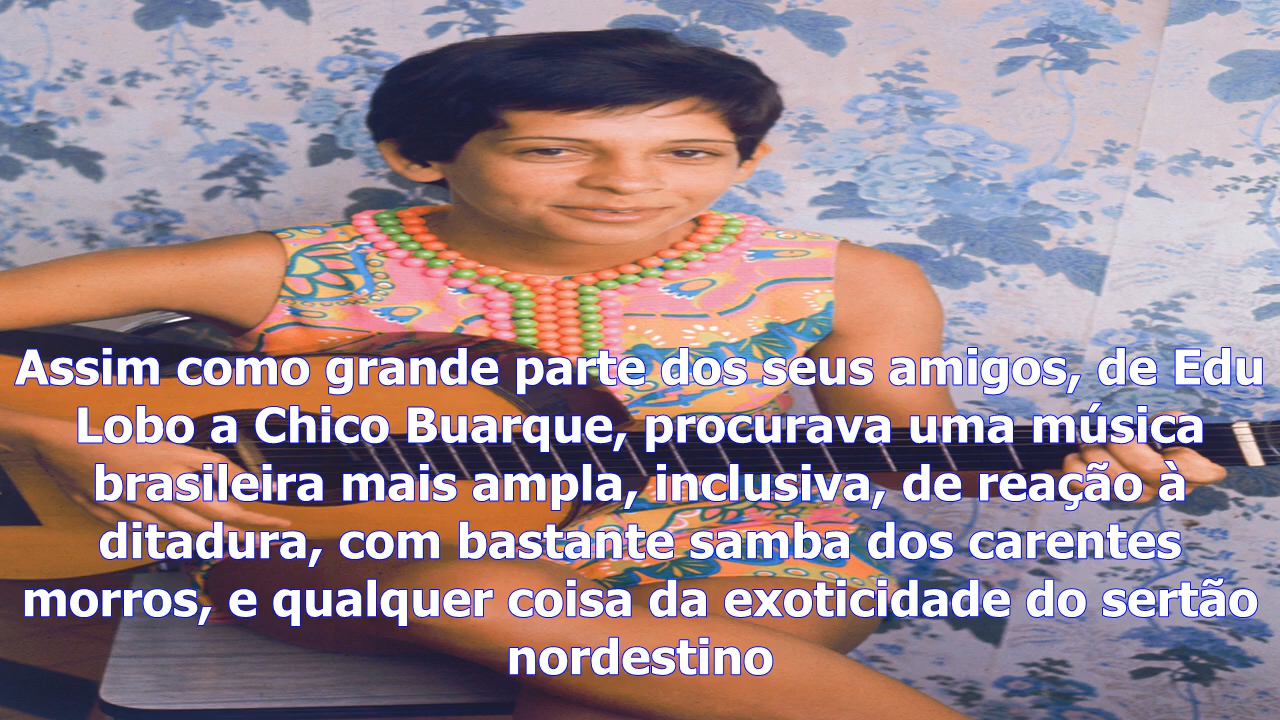 Assim como grande parte dos seus amigos, de Edu
Lobo a Chico Buarque, procurava uma música
brasileira mais ampla, inclusiva, de reação à
ditadura, com bastante samba dos carentes
morros, e qualquer coisa da exoticidade do sertão
nordestino